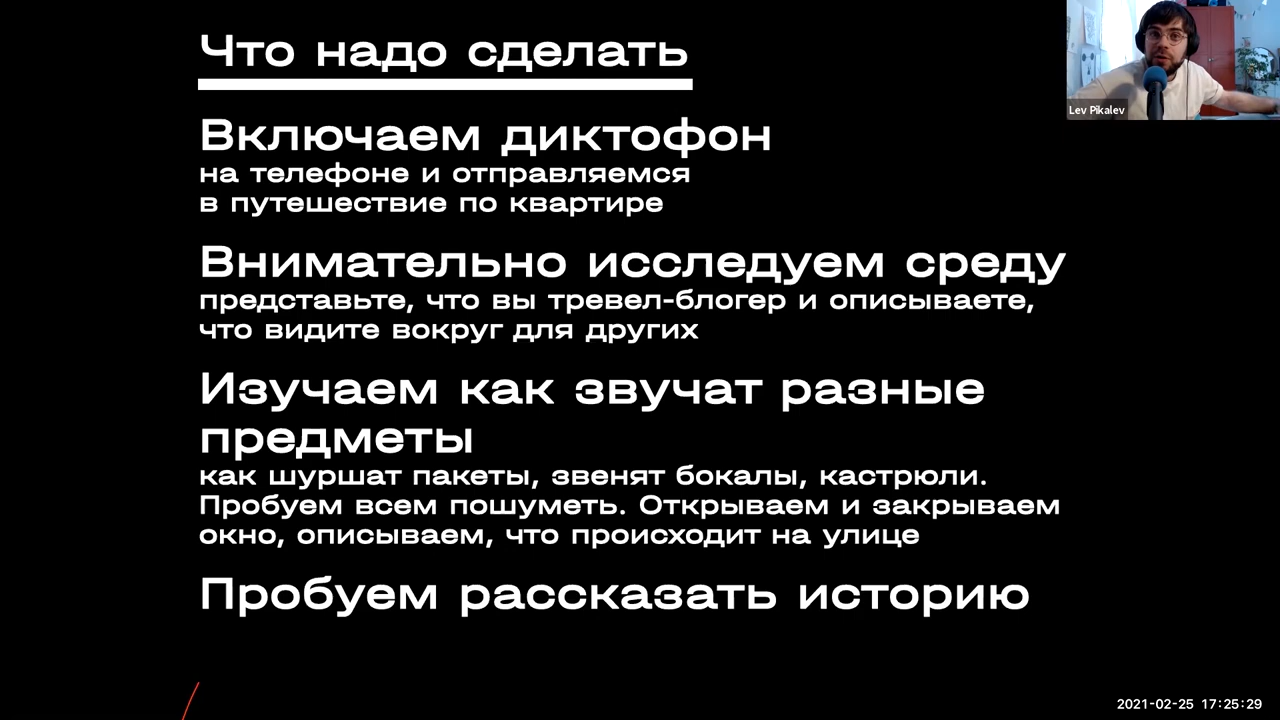 Что надо сделать
Lev Pikalev
Включаем диктофон
на телефоне и отправляемся
в путешествие по квартире
Внимательно исследуем среду
представьте, что вы тревел-блогер и описываете,
что видите вокруг для других
Изучаем как звучат разные
предметы
как шуршат пакеты, звенят бокалы, кастрюли.
Пробуем всем пошуметь. Открываем и закрываем
окно, описываем, что происходит на улице
Пробуем рассказать историю
2021-02-25 17:25:29